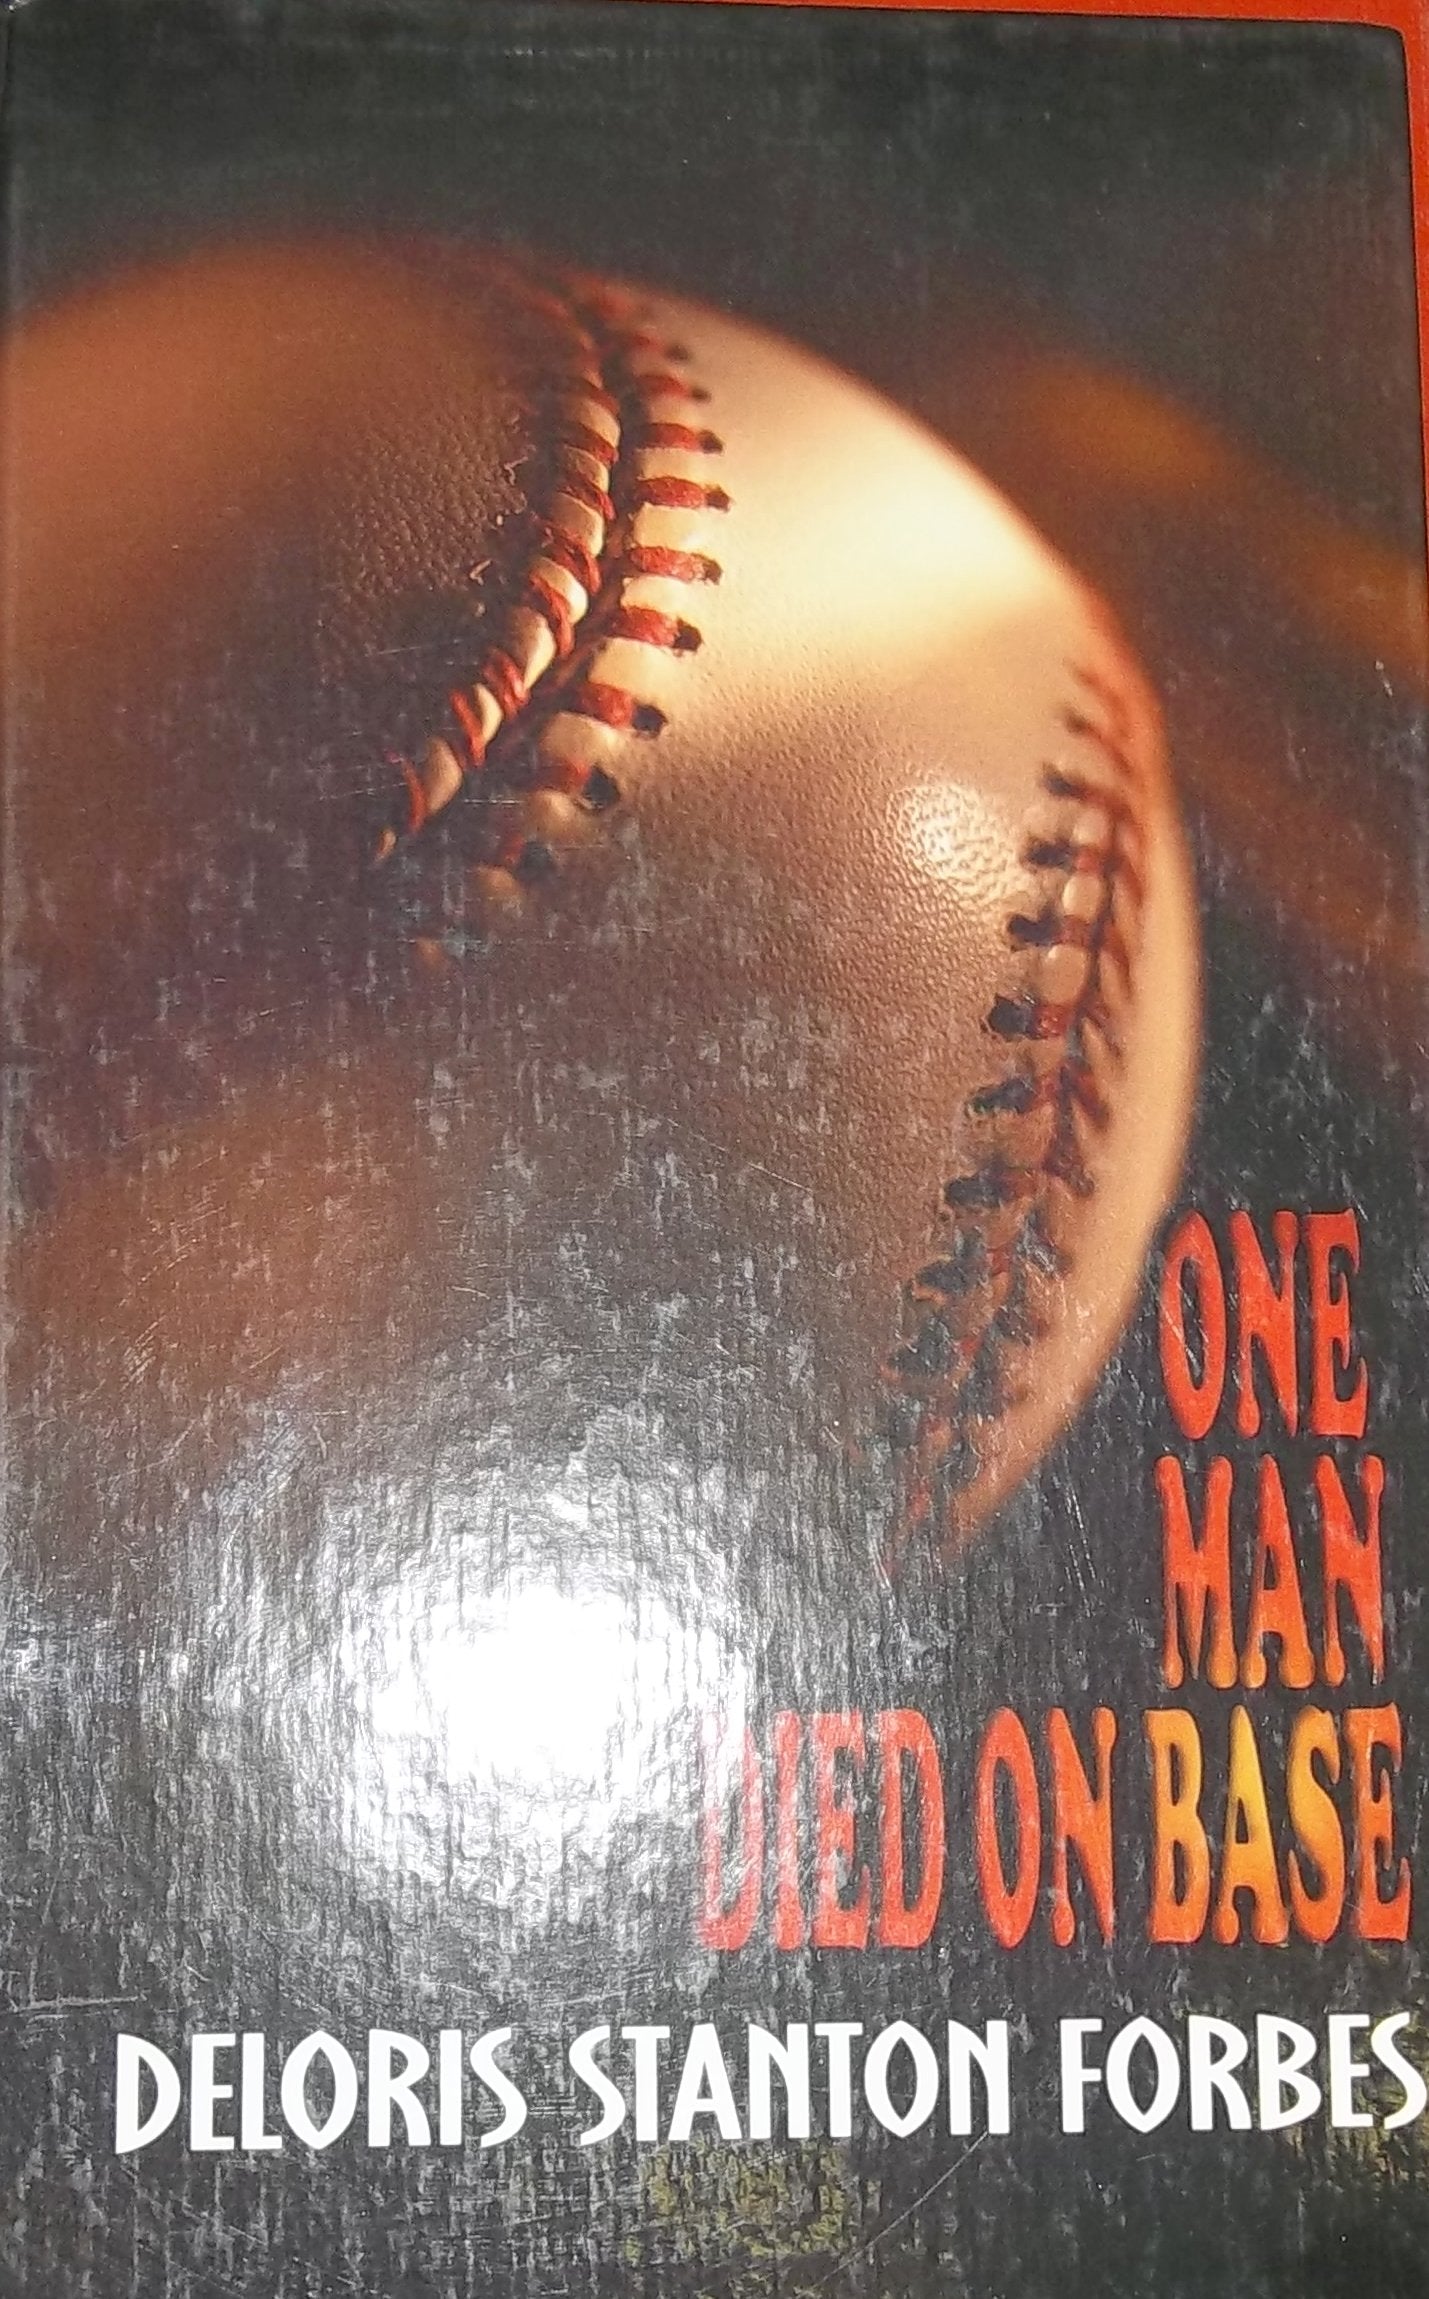 ONE
MAN
DIED ON BASE
DELORIS STANTON FORBES